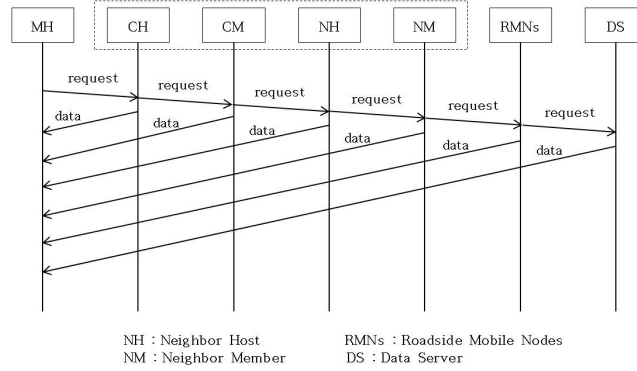 MH CH CM NH NM RMNs DS
request
request
request
request
request
request
data
data
data
data
data
data
NH : Neighbor Host RMNs : Roadside Mobile Nodes
NM : Neighbor Member DS : Data Server